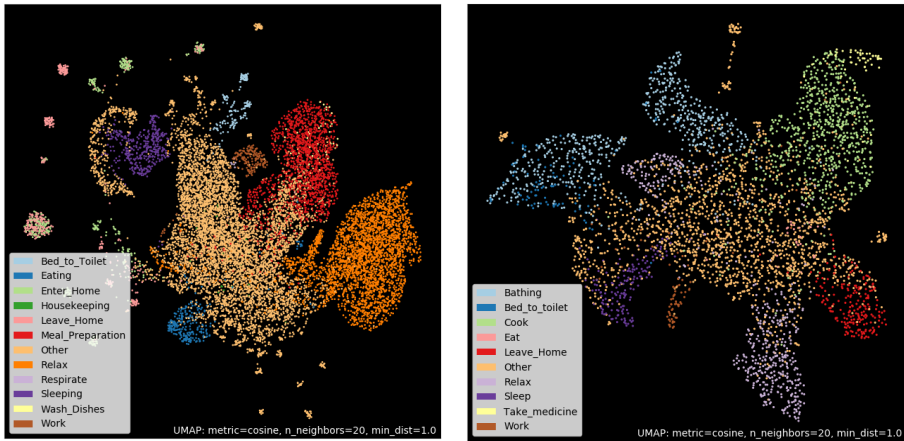 Bed_to_Toilet
Eating
Enter_Home
Housekeeping
Leave_Home
Meal_Preparation
Other
Relax
Respirate
Sleeping
Wash_Dishes
Work
UMAP: metric=cosine, n_neighbors=20, min_dist=1.0
Bathing
Bed_to_toilet
Cook
Eat
Leave_Home
Other
Relax
Sleep
Take_medicine
Work
UMAP: metric=cosine, n_neighbors=20, min_dist=1.0